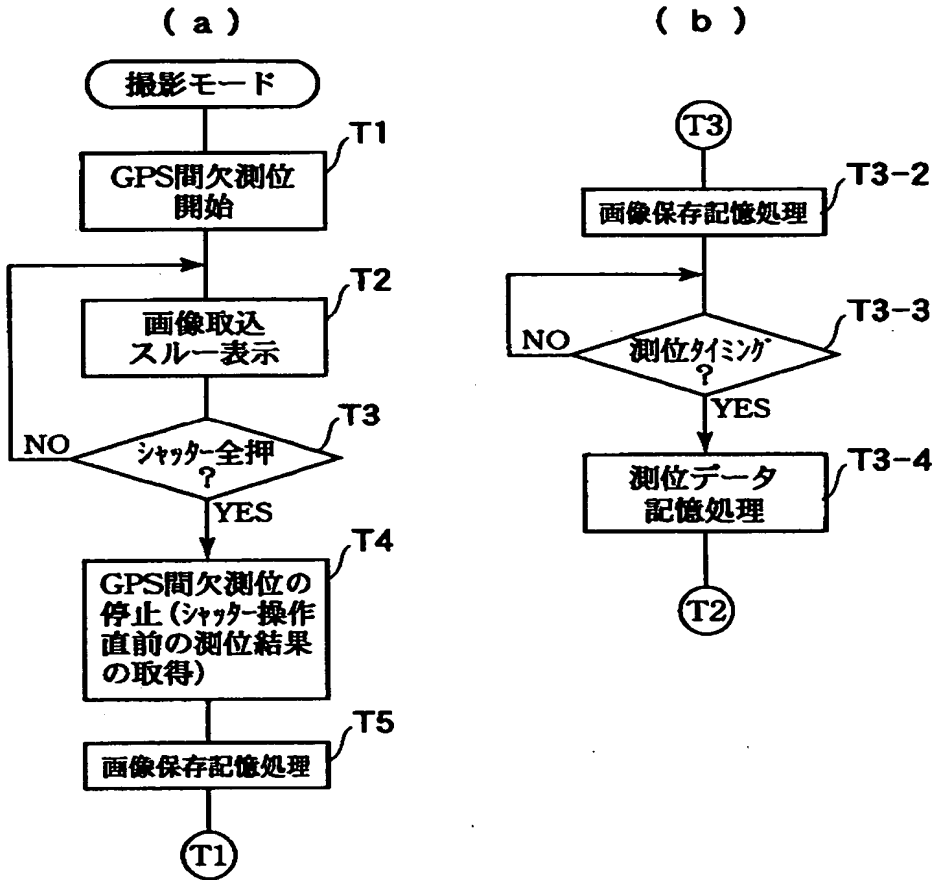 (a)
撮影モード
T1
GPS間欠測位
開始
T2
画像取込
スルー表示
T3
NO
シャッター全押
?
YES
T4
GPS間欠測位の
停止(シャッター操作
直前の測位結果
の取得)
T5
画像保存記憶処理
T1
(b)
T3
T3-2
画像保存記憶処理
T3-3
NO
測位タイミング
?
YES
T3-4
測位データ
記憶処理
T2